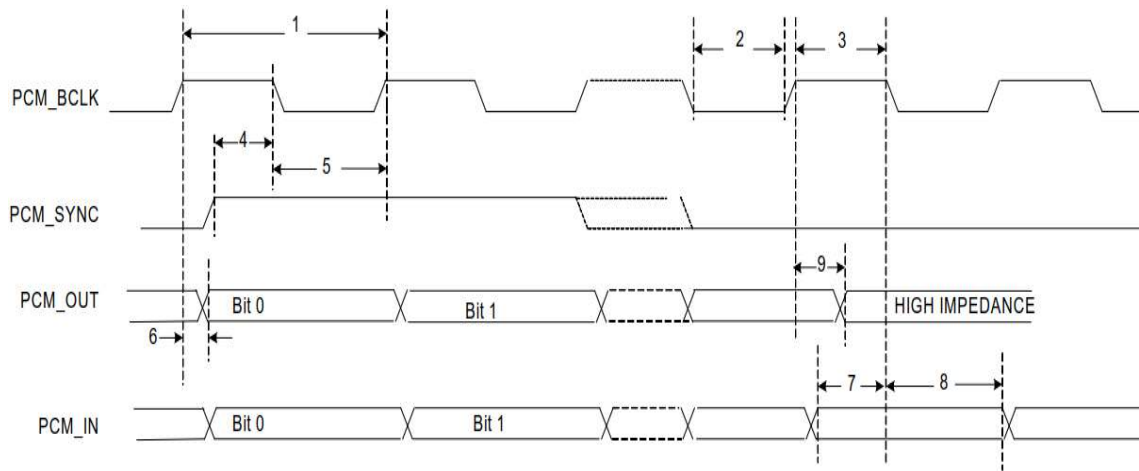 1
2
3
PCM_BCLK
4
5
PCM_SYNC
9
PCM_OUT
Bit 0
Bit 1
HIGH IMPEDANCE
6
7
8
PCM_IN
Bit 0
Bit 1